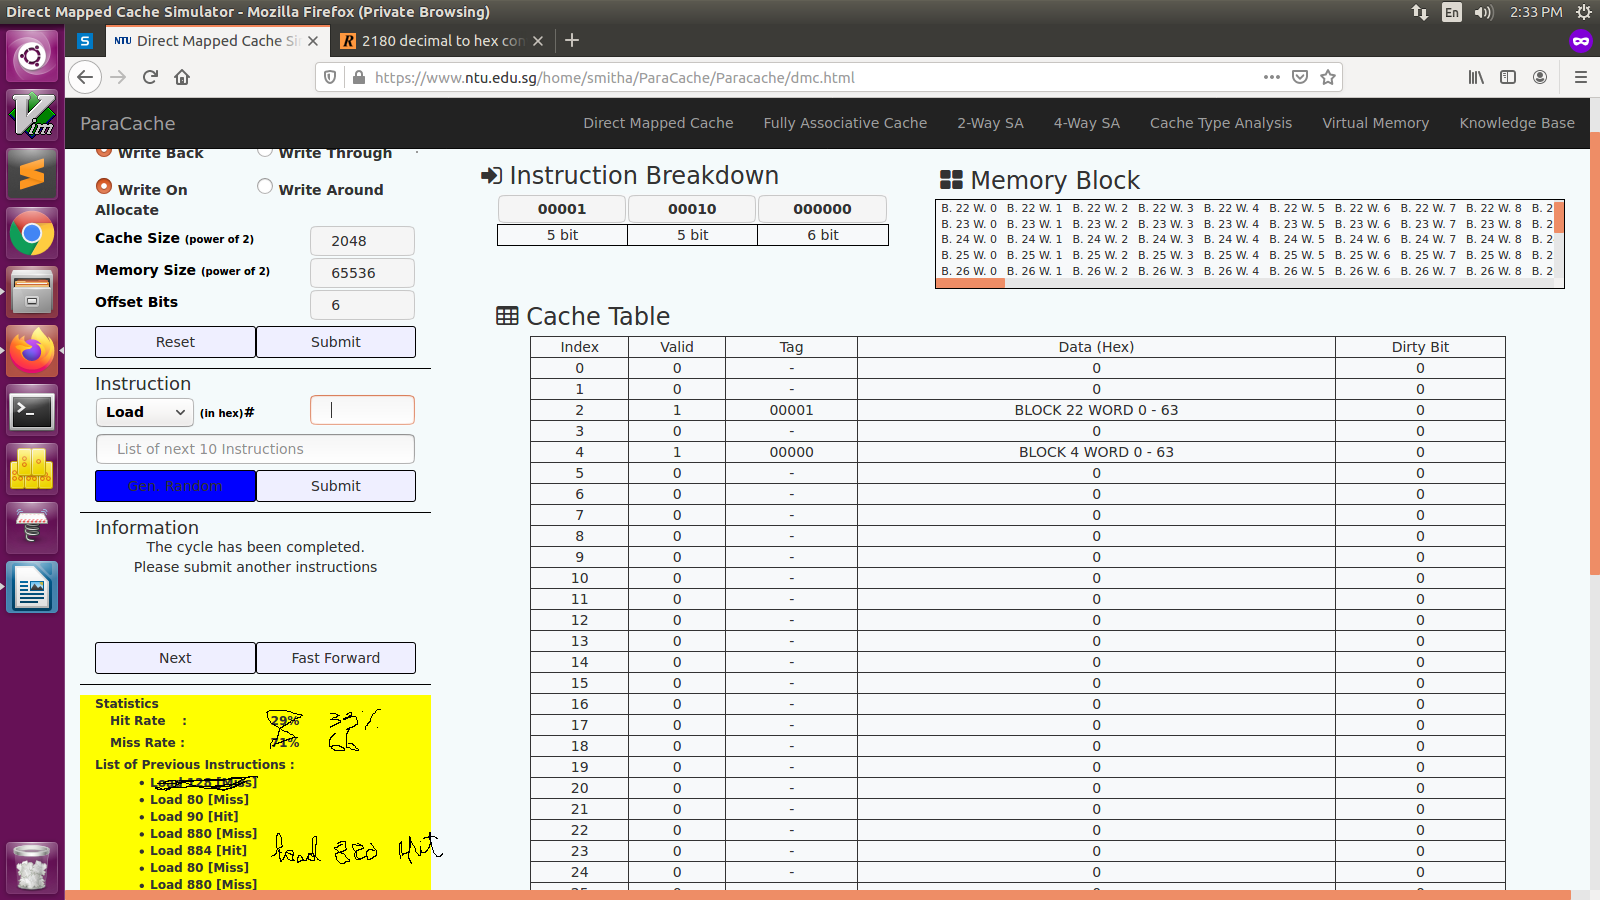 Direct Mapped Cache Simulator - Mozilla Firefox (Private Browsing)
En 2:33 PM
S
NTU Direct Mapped Cache Si
R 2180 decimal to hex con
https://www.ntu.edu.sg/home/smitha/ParaCache/Paracache/dmc.html
ParaCache Direct Mapped Cache Fully Associative Cache 2-Way SA 4-Way SA Cache Type Analysis Virtual Memory Knowledge Base
Write Back Write Through
Write On Allocate Write Around
Cache Size (power of 2) 2048
Memory Size (power of 2) 65536
Offset Bits 6
Reset Submit
Instruction
Load (in hex)#
List of next 10 Instructions
Gen. Random Submit
Information
The cycle has been completed.
Please submit another instructions
Next Fast Forward
Statistics
Hit Rate : 29% 33%
Miss Rate : 71% 66
List of Previous Instructions :
Load 128 [Miss]
Load 80 [Miss]
Load 90 [Hit]
Load 880 [Miss]
Load 884 [Hit] load 880 Hit
Load 80 [Miss]
Load 880 [Miss]
Instruction Breakdown
00001 00010 000000
5 bit 5 bit 6 bit
Memory Block
B. 22 W. 0 B. 22 W. 1 B. 22 W. 2 B. 22 W. 3 B. 22 W. 4 B. 22 W. 5 B. 22 W. 6 B. 22 W. 7 B. 22 W. 8 B. 2
B. 23 W. 0 B. 23 W. 1 B. 23 W. 2 B. 23 W. 3 B. 23 W. 4 B. 23 W. 5 B. 23 W. 6 B. 23 W. 7 B. 23 W. 8 B. 2
B. 24 W. 0 B. 24 W. 1 B. 24 W. 2 B. 24 W. 3 B. 24 W. 4 B. 24 W. 5 B. 24 W. 6 B. 24 W. 7 B. 24 W. 8 B. 2
B. 25 W. 0 B. 25 W. 1 B. 25 W. 2 B. 25 W. 3 B. 25 W. 4 B. 25 W. 5 B. 25 W. 6 B. 25 W. 7 B. 25 W. 8 B. 2
B. 26 W. 0 B. 26 W. 1 B. 26 W. 2 B. 26 W. 3 B. 26 W. 4 B. 26 W. 5 B. 26 W. 6 B. 26 W. 7 B. 26 W. 8 B. 2
Cache Table
Index Valid Tag Data (Hex) Dirty Bit
0 0 - 0 0
1 0 - 0 0
2 1 00001 BLOCK 22 WORD 0 - 63 0
3 0 - 0 0
4 1 00000 BLOCK 4 WORD 0 - 63 0
5 0 - 0 0
6 0 - 0 0
7 0 - 0 0
8 0 - 0 0
9 0 - 0 0
10 0 - 0 0
11 0 - 0 0
12 0 - 0 0
13 0 - 0 0
14 0 - 0 0
15 0 - 0 0
16 0 - 0 0
17 0 - 0 0
18 0 - 0 0
19 0 - 0 0
20 0 - 0 0
21 0 - 0 0
22 0 - 0 0
23 0 - 0 0
24 0 - 0 0